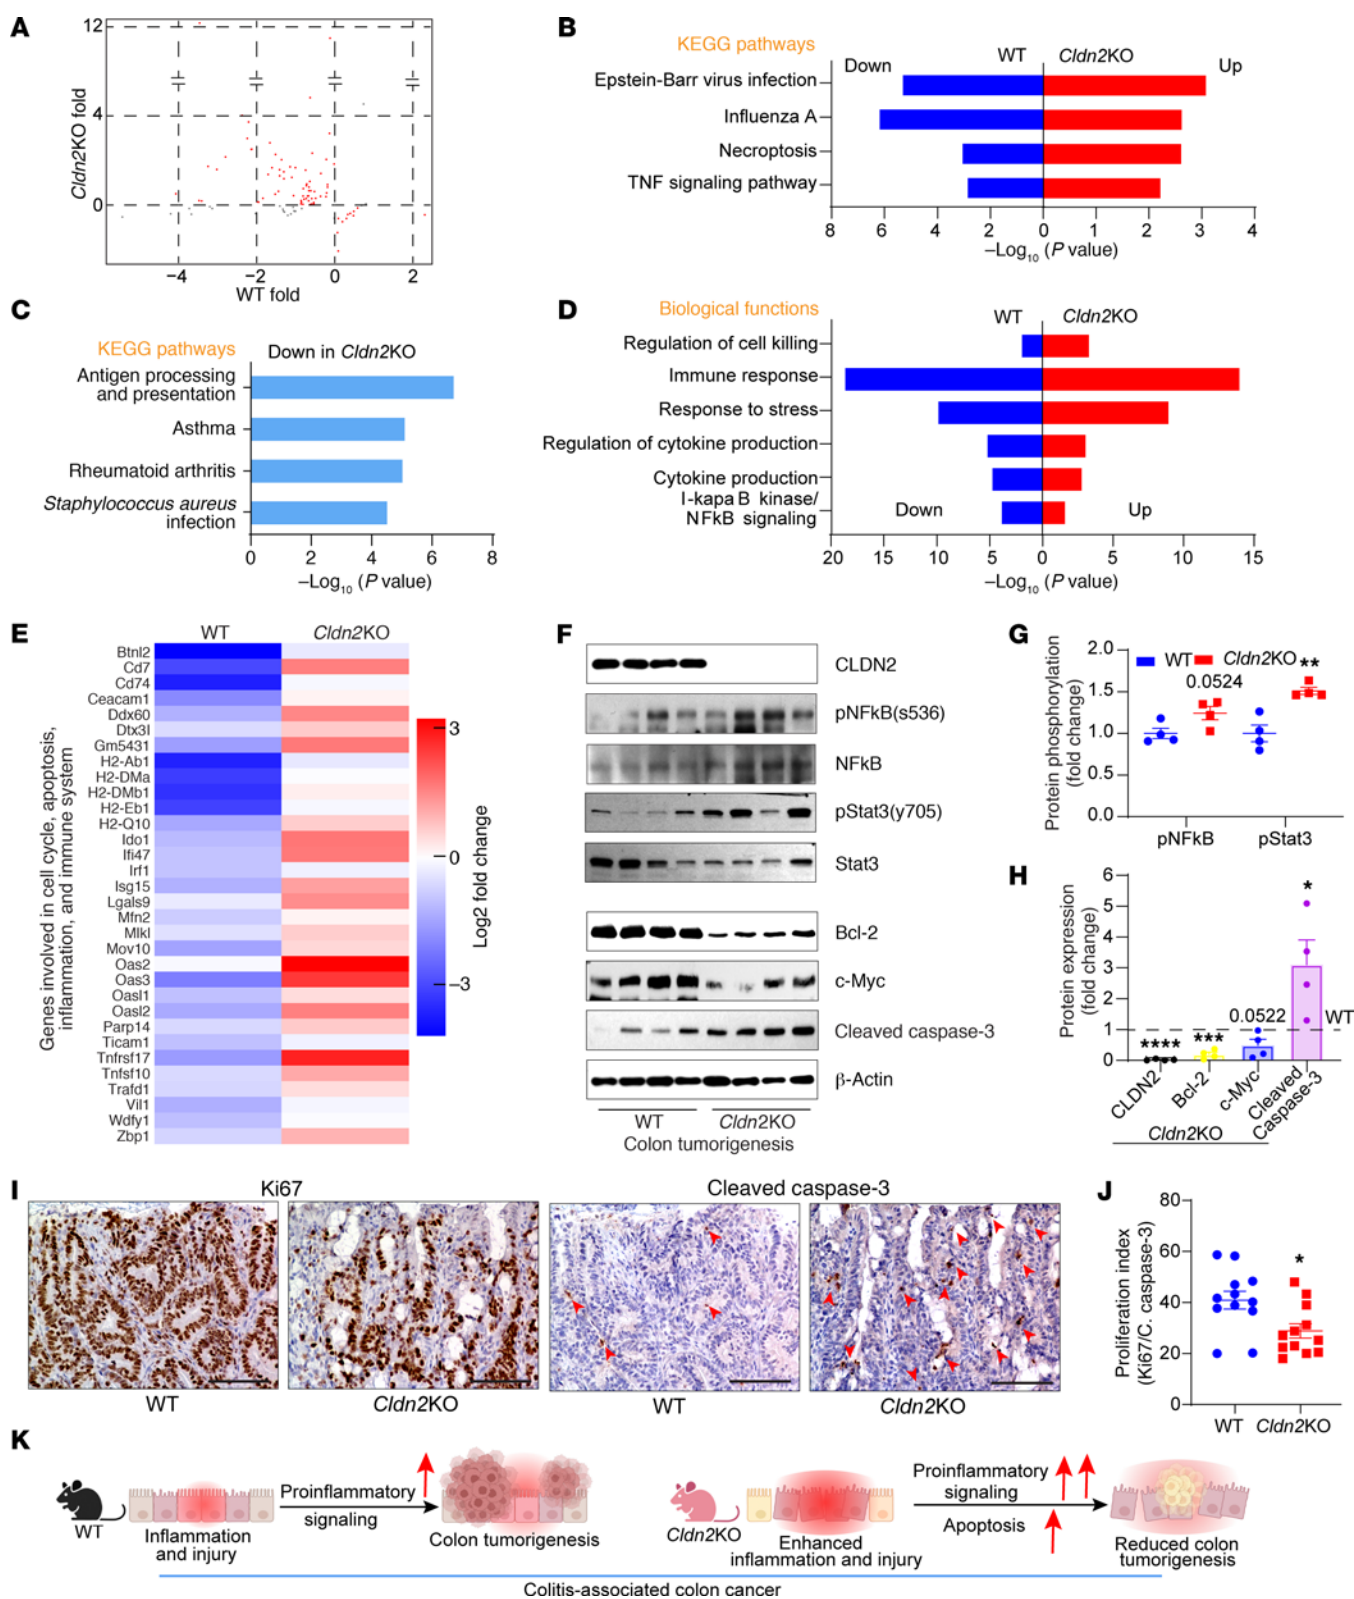 A
12
4
0
Cldn2KO fold
−4
−2
0
2
WT fold
B
KEGG pathways
WT
Cldn2KO
Down
Up
Epstein-Barr virus infection
Influenza A
Necroptosis
TNF signaling pathway
8
6
4
2
0
1
2
3
4
−Log10 (P value)
C
KEGG pathways
Down in Cldn2KO
Antigen processing
and presentation
Asthma
Rheumatoid arthritis
Staphylococcus aureus
infection
0
2
4
6
8
−Log10 (P value)
D
Biological functions
WT
Cldn2KO
Regulation of cell killing
Immune response
Response to stress
Regulation of cytokine production
Cytokine production
I-kapa B kinase/
NFkB signaling
Down
Up
20
15
10
5
0
5
10
15
−Log10 (P value)
E
WT
Cldn2KO
Genes involved in cell cycle, apoptosis,
inflammation, and immune system
Btnl2
Cd7
Cd74
Ceacam1
Ddx60
Dtx3l
Gm5431
H2-Ab1
H2-DMa
H2-DMb1
H2-Eb1
H2-Q10
Ido1
Ifi47
Irf1
Isg15
Lgals9
Mfn2
Mlkl
Mov10
Oas2
Oas3
Oasl1
Oasl2
Parp14
Ticam1
Tnfrsf17
Tnfsf10
Trafd1
Vil1
Wdfy1
Zbp1
3
0
−3
Log2 fold change
F
CLDN2
pNFkB(s536)
NFkB
pStat3(y705)
Stat3
Bcl-2
c-Myc
Cleaved caspase-3
β-Actin
WT
Cldn2KO
Colon tumorigenesis
G
Protein phosphorylation
(fold change)
2.0
1.5
1.0
0.5
0.0
WT
Cldn2KO
0.0524
**
pNFkB
pStat3
H
Protein expression
(fold change)
6
5
4
3
2
1
0
****
***
0.0522
*
WT
CLDN2
Bcl-2
c-Myc
Cleaved
Caspase-3
Cldn2KO
I
Ki67
Cleaved caspase-3
WT
Cldn2KO
WT
Cldn2KO
J
Proliferation index
(Ki67/C. caspase-3)
80
60
40
20
0
*
WT
Cldn2KO
K
WT
Inflammation
and injury
Proinflammatory
signaling
Colon tumorigenesis
Cldn2KO
Enhanced
inflammation and injury
Proinflammatory
signaling
Apoptosis
Reduced colon
tumorigenesis
Colitis-associated colon cancer